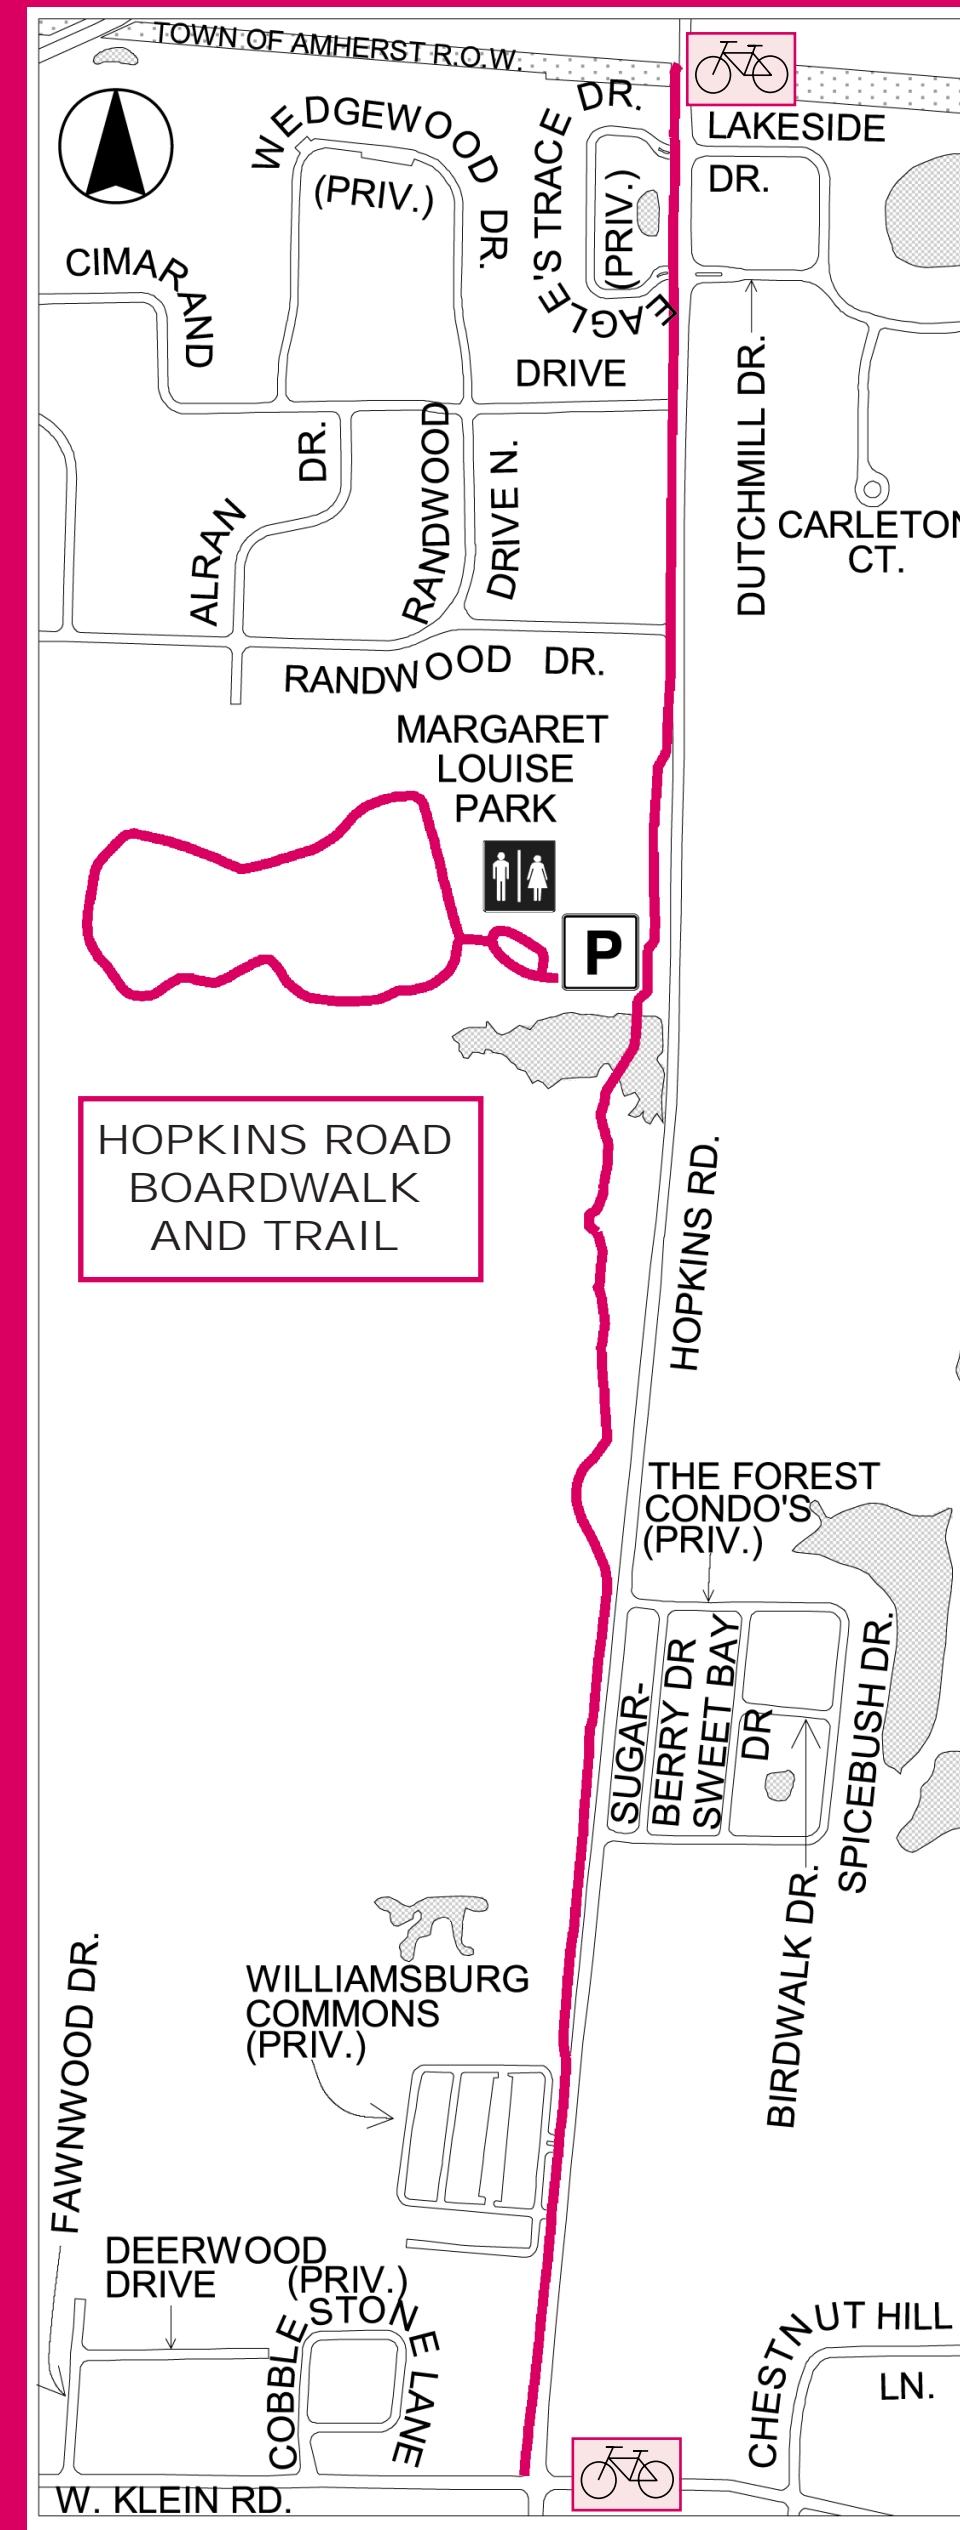 TOWN OF AMHERST R.O.W.
WEDGEWOOD DR.
(PRIV.)
EAGLE'S TRACE DR.
(PRIV.)
LAKESIDE
DR.
CIMARAND
DRIVE
DUTCHMILL DR.
CARLETON
CT.
ALRAN
DR.
RANDWOOD
DRIVE N.
RANDWOOD DR.
MARGARET
LOUISE
PARK
P
HOPKINS ROAD
BOARDWALK
AND TRAIL
HOPKINS RD.
THE FOREST
CONDO'S
(PRIV.)
SUGAR-
BERRY DR
SWEET BAY
DR
SPICEBUSH DR.
BIRDWALK DR.
WILLIAMSBURG
COMMONS
(PRIV.)
FAWNWOOD DR.
DEERWOOD
DRIVE
(PRIV.)
COBBLE STONE LANE
CHESTNUT HILL
LN.
W. KLEIN RD.